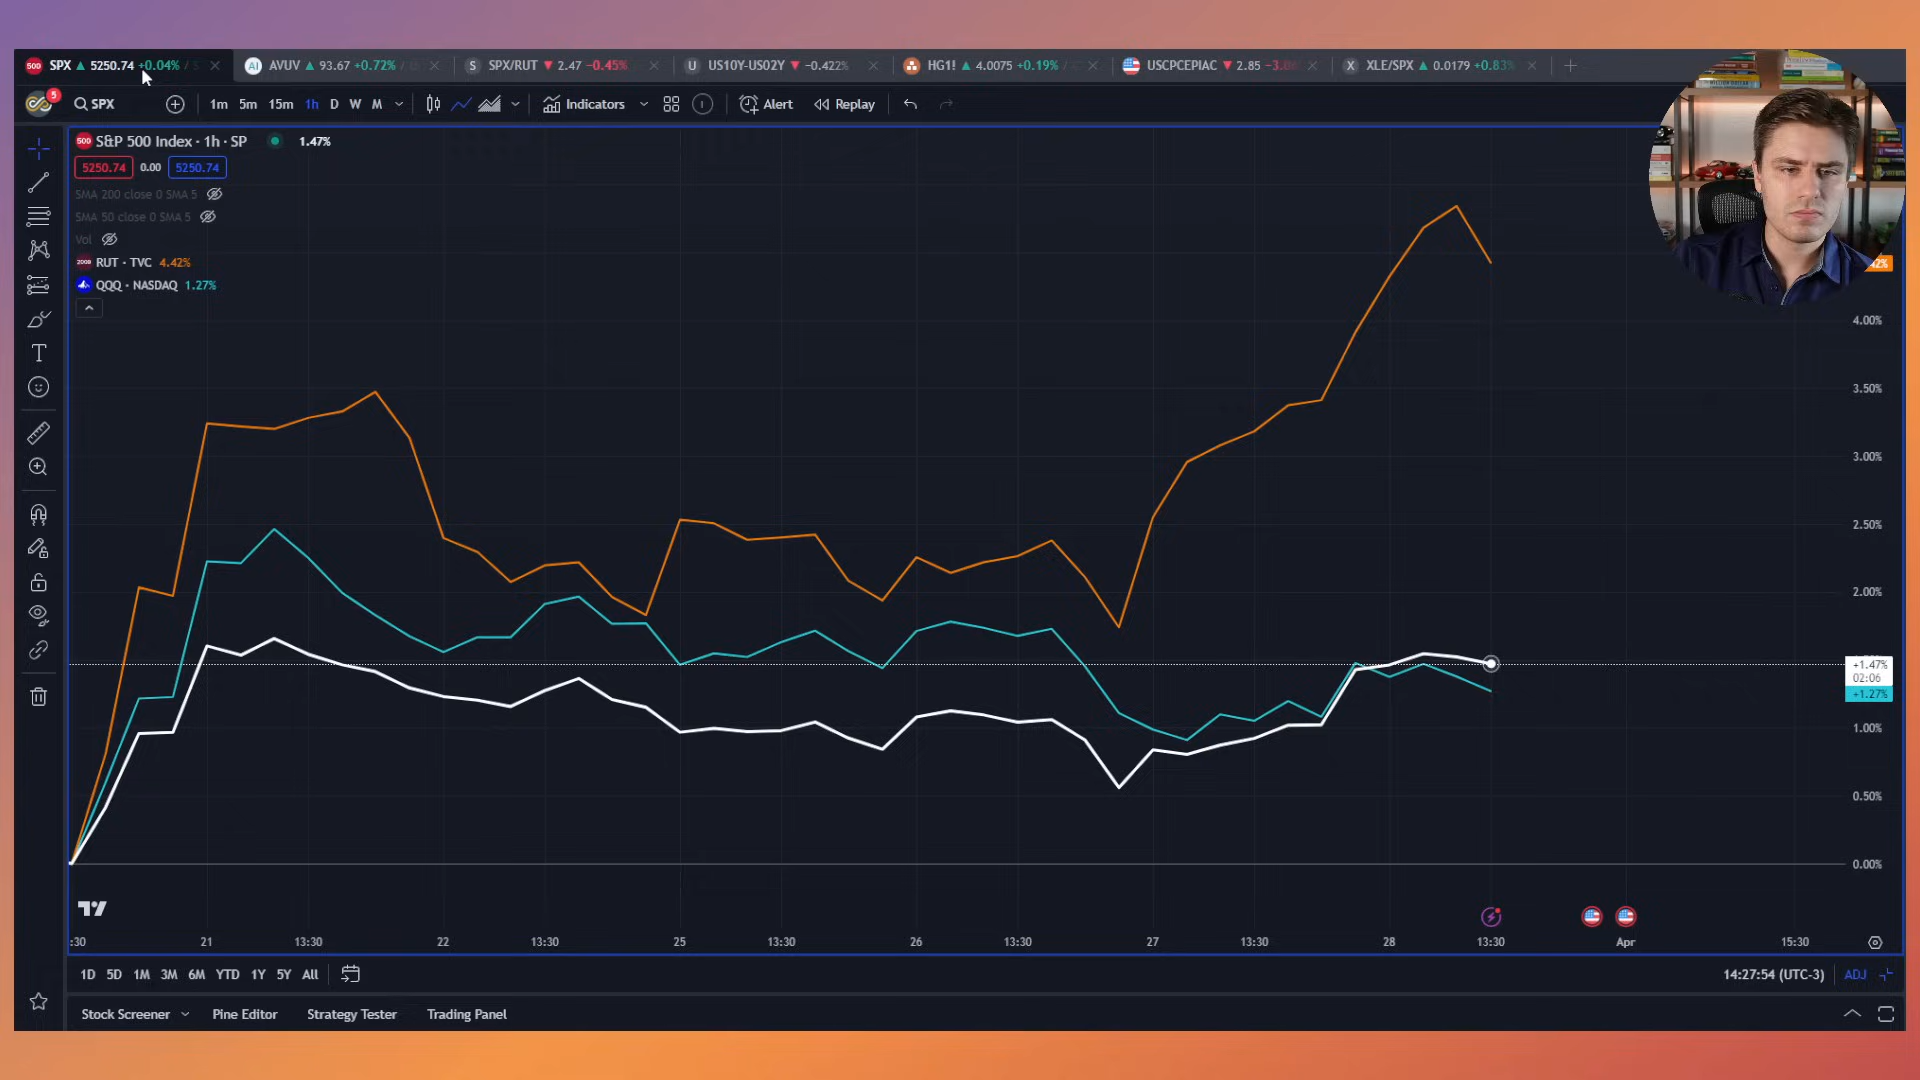 SPX 5250.74 +0.04% / S
AVUV 93.67 +0.72% /
SPX/RUT 2.47 −0.45%
U US10Y-US02Y −0.422%
HG1! 4.0075 +0.19% /
USCPCEPIAC 2.85
X XLE/SPX 0.0179 +0.83%
5 SPX 1m 5m 15m 1h D W M Indicators Alert Replay
500 S&P 500 Index · 1h · SP 1.47%
5250.74 0.00 5250.74
SMA 200 close 0 SMA 5
SMA 50 close 0 SMA 5
Vol
RUT · TVC 4.42%
QQQ · NASDAQ 1.27%
4.00%
3.50%
3.00%
2.50%
2.00%
+1.47%
02:06
+1.27%
1.00%
0.50%
0.00%
:30 21 13:30 22 13:30 25 13:30 26 13:30 27 13:30 28 13:30 Apr 15:30
1D 5D 1M 3M 6M YTD 1Y 5Y All 14:27:54 (UTC-3) ADJ
Stock Screener Pine Editor Strategy Tester Trading Panel